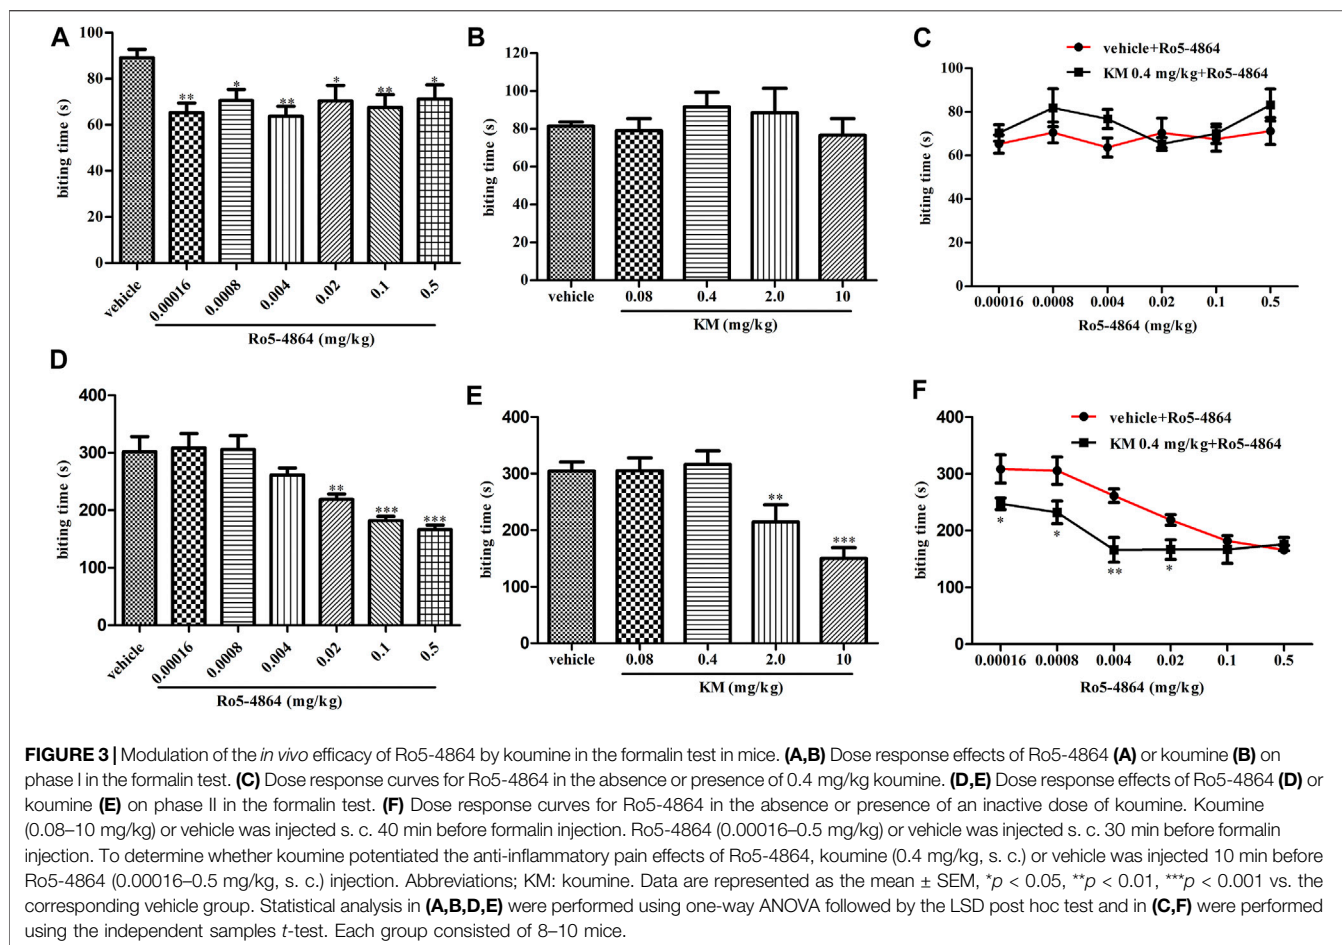 A
100
80
60
40
20
0
biting time (s)
**
*
**
*
**
*
vehicle
0.00016
0.0008
0.004
0.02
0.1
0.5
Ro5-4864 (mg/kg)
B
120
100
80
60
40
20
0
biting time (s)
vehicle
0.08
0.4
2.0
10
KM (mg/kg)
C
vehicle+Ro5-4864
KM 0.4 mg/kg+Ro5-4864
100
80
60
40
20
0
biting time (s)
0.00016
0.0008
0.004
0.02
0.1
0.5
Ro5-4864 (mg/kg)
D
400
300
200
100
0
biting time (s)
**
***
***
vehicle
0.00016
0.0008
0.004
0.02
0.1
0.5
Ro5-4864 (mg/kg)
E
400
300
200
100
0
biting time (s)
**
***
vehicle
0.08
0.4
2.0
10
KM (mg/kg)
F
vehicle+Ro5-4864
KM 0.4 mg/kg+Ro5-4864
400
300
200
100
0
biting time (s)
*
*
**
*
0.00016
0.0008
0.004
0.02
0.1
0.5
Ro5-4864 (mg/kg)
FIGURE 3 | Modulation of the in vivo efficacy of Ro5-4864 by koumine in the formalin test in mice. (A,B) Dose response effects of Ro5-4864 (A) or koumine (B) on
phase I in the formalin test. (C) Dose response curves for Ro5-4864 in the absence or presence of 0.4 mg/kg koumine. (D,E) Dose response effects of Ro5-4864 (D) or
koumine (E) on phase II in the formalin test. (F) Dose response curves for Ro5-4864 in the absence or presence of an inactive dose of koumine. Koumine
(0.08–10 mg/kg) or vehicle was injected s. c. 40 min before formalin injection. Ro5-4864 (0.00016–0.5 mg/kg) or vehicle was injected s. c. 30 min before formalin
injection. To determine whether koumine potentiated the anti-inflammatory pain effects of Ro5-4864, koumine (0.4 mg/kg, s. c.) or vehicle was injected 10 min before
Ro5-4864 (0.00016–0.5 mg/kg, s. c.) injection. Abbreviations; KM: koumine. Data are represented as the mean ± SEM, *p < 0.05, **p < 0.01, ***p < 0.001 vs. the
corresponding vehicle group. Statistical analysis in (A,B,D,E) were performed using one-way ANOVA followed by the LSD post hoc test and in (C,F) were performed
using the independent samples t-test. Each group consisted of 8–10 mice.